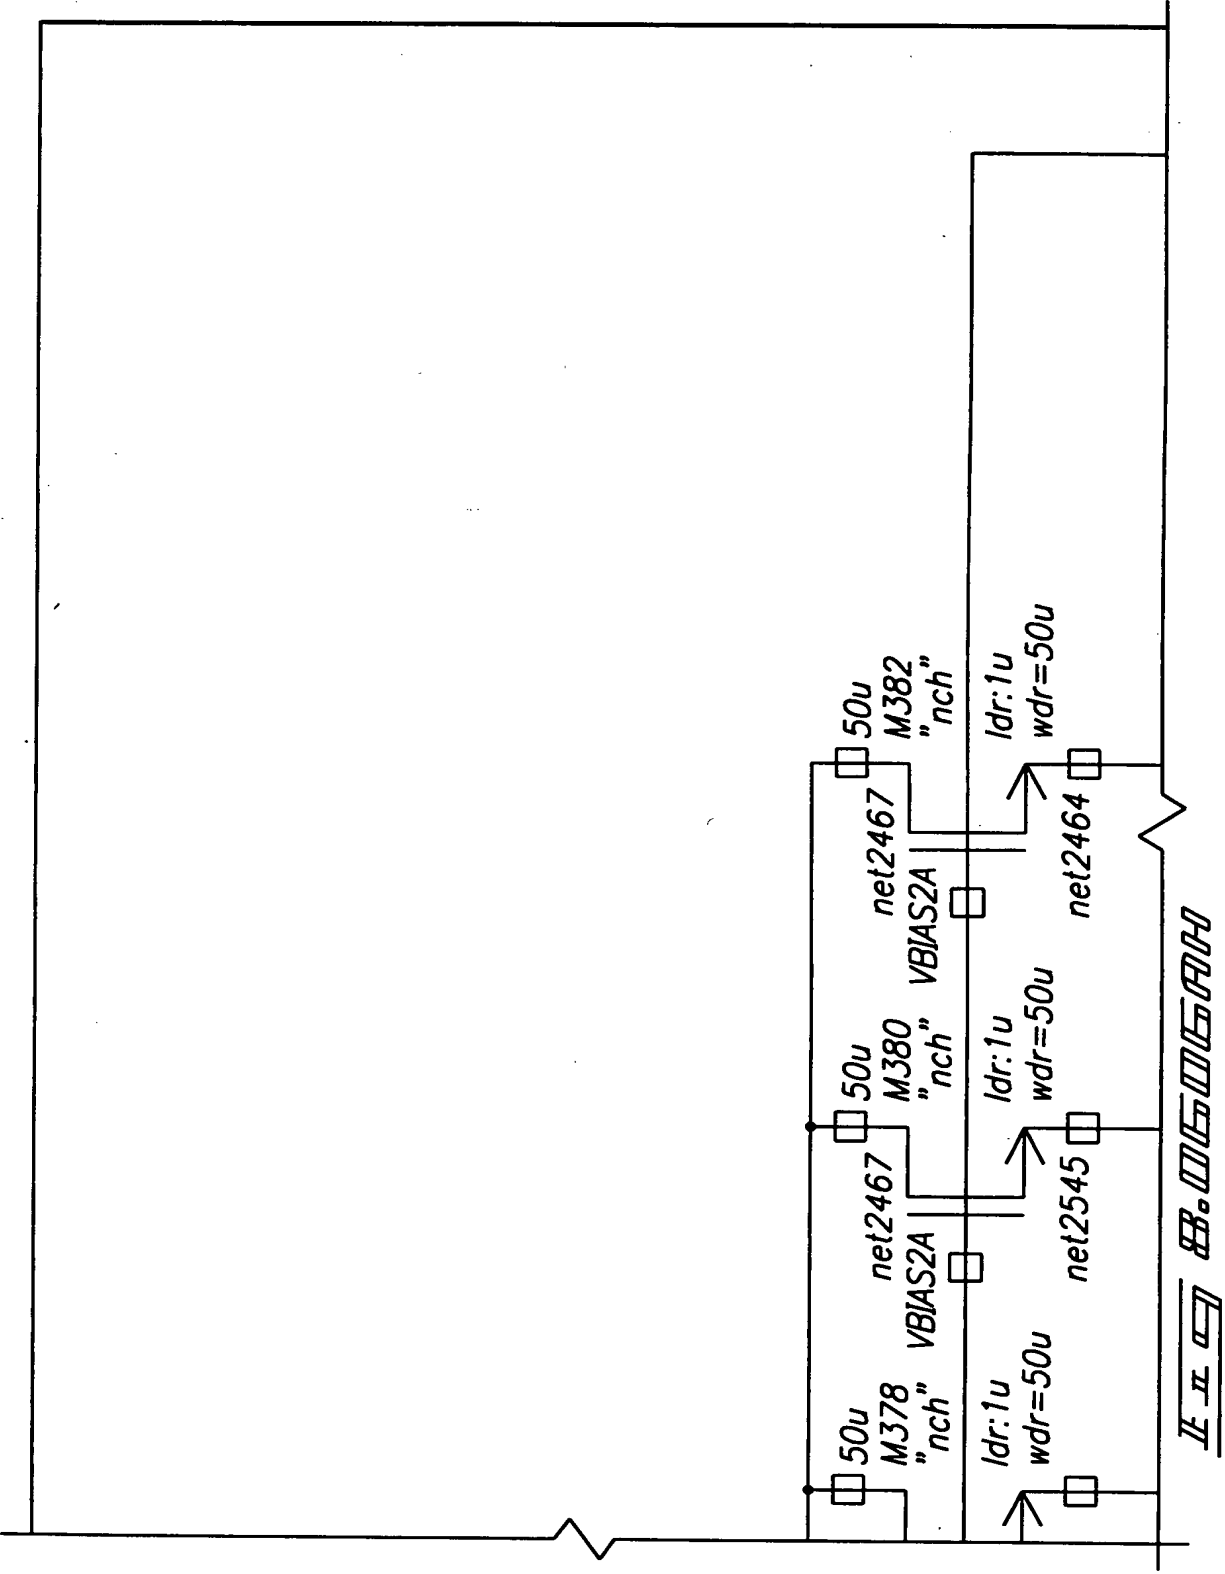 50u
M378
"nch"
ldr:1u
wdr=50u
net2467
VBIAS2A
50u
M380
"nch"
ldr:1u
wdr=50u
net2545
net2467
VBIAS2A
50u
M382
"nch"
ldr:1u
wdr=50u
net2464
Fig 8.0606AH